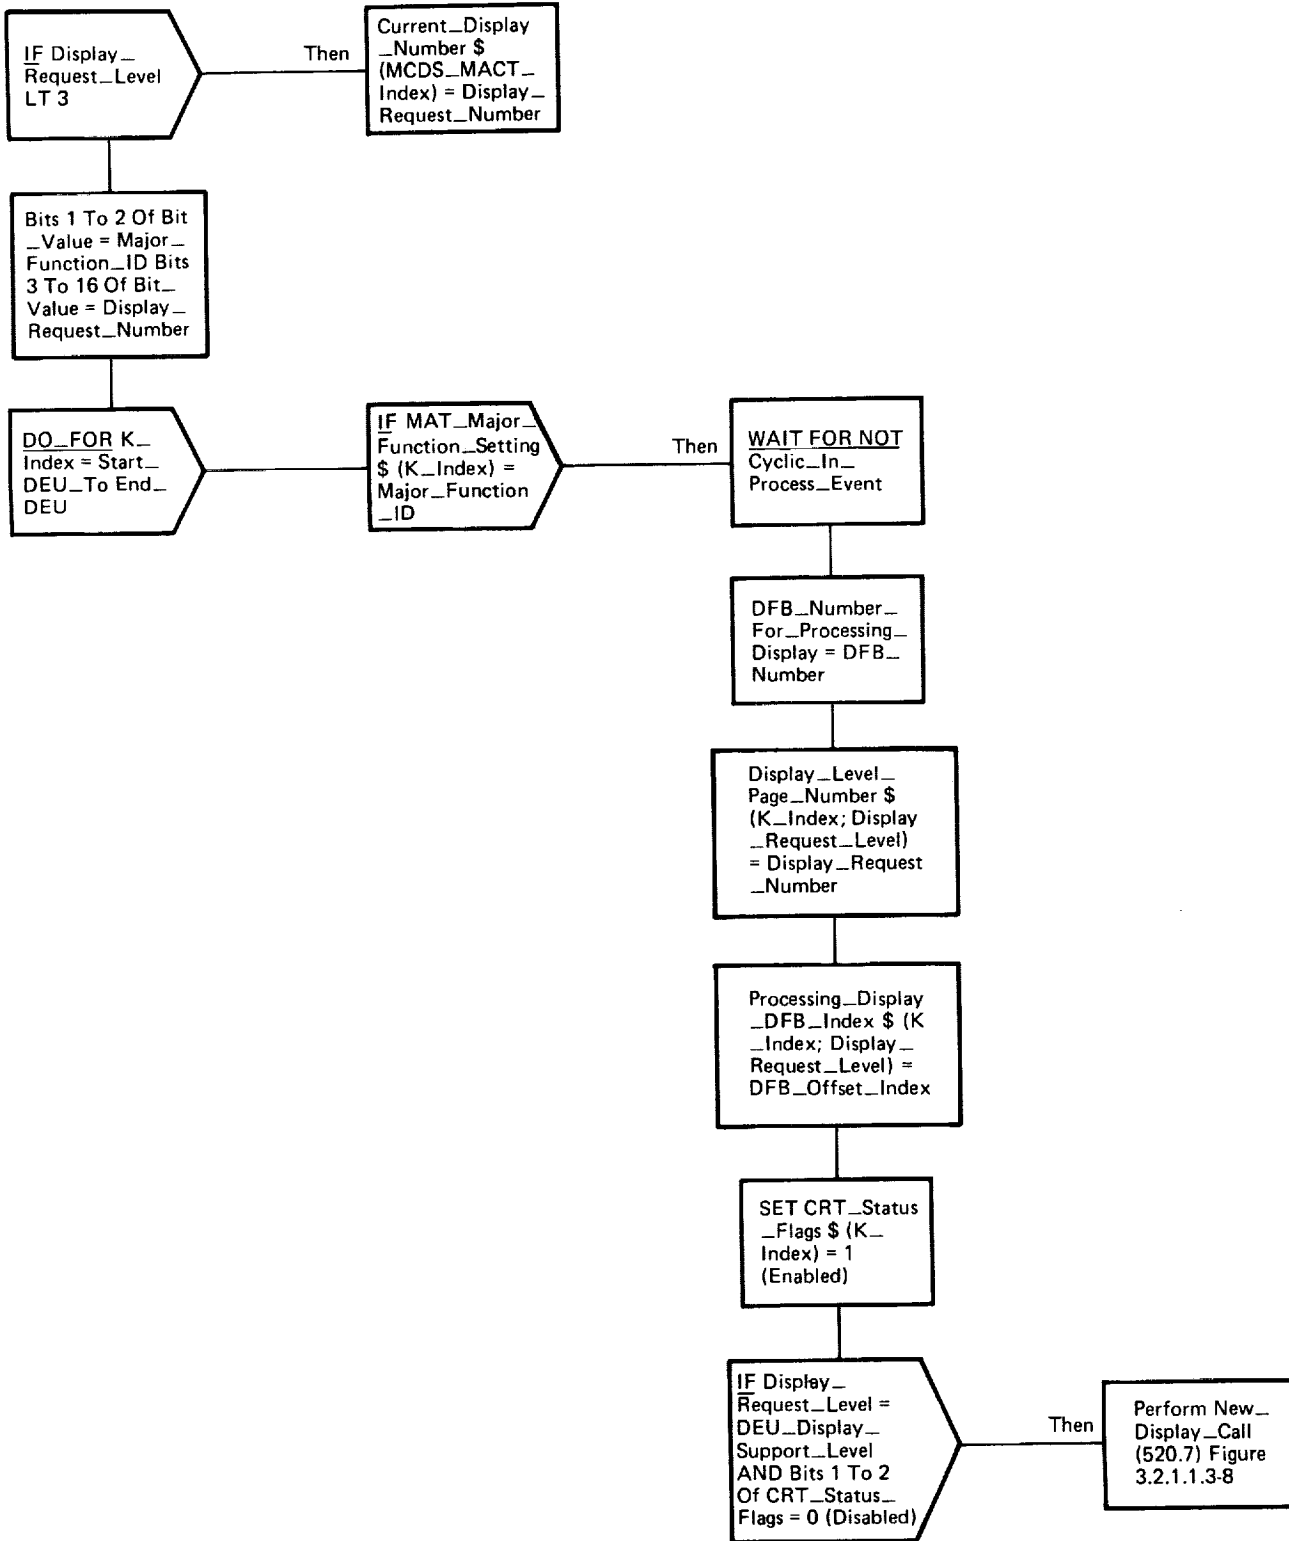 IF Display_
Request_Level
LT 3
Then
Current_Display
_Number $
(MCDS_MACT_
Index) = Display_
Request_Number
Bits 1 To 2 Of Bit
_Value = Major_
Function_ID Bits
3 To 16 Of Bit_
Value = Display_
Request_Number
DO_FOR K_
Index = Start_
DEU_To End_
DEU
IF MAT_Major_
Function_Setting
$ (K_Index) =
Major_Function
_ID
Then
WAIT FOR NOT
Cyclic_In_
Process_Event
DFB_Number_
For_Processing_
Display = DFB_
Number
Display_Level_
Page_Number $
(K_Index; Display
_Request_Level)
= Display_Request
_Number
Processing_Display
_DFB_Index $ (K
_Index; Display_
Request_Level) =
DFB_Offset_Index
SET CRT_Status
_Flags $ (K_
Index) = 1
(Enabled)
IF Display_
Request_Level =
DEU_Display_
Support_Level
AND Bits 1 To 2
Of CRT_Status_
Flags = 0 (Disabled)
Then
Perform New_
Display_Call
(520.7) Figure
3.2.1.1.3-8